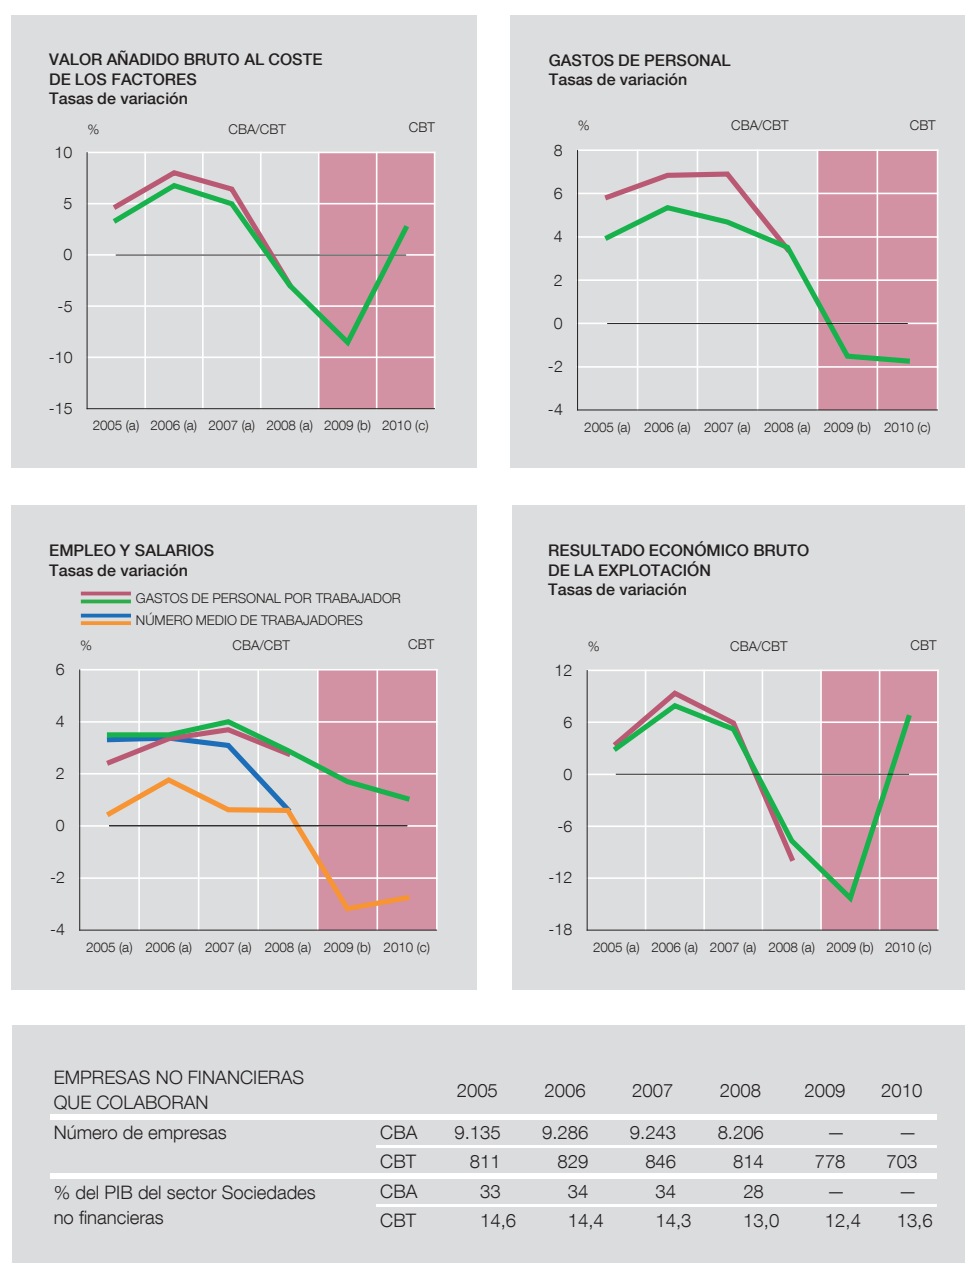 VALOR AÑADIDO BRUTO AL COSTE
DE LOS FACTORES
Tasas de variación
% CBA/CBT CBT
10
5
0
-5
-10
-15
2005 (a) 2006 (a) 2007 (a) 2008 (a) 2009 (b) 2010 (c)
GASTOS DE PERSONAL
Tasas de variación
% CBA/CBT CBT
8
6
4
2
0
-2
-4
2005 (a) 2006 (a) 2007 (a) 2008 (a) 2009 (b) 2010 (c)
EMPLEO Y SALARIOS
Tasas de variación
GASTOS DE PERSONAL POR TRABAJADOR
NÚMERO MEDIO DE TRABAJADORES
% CBA/CBT CBT
6
4
2
0
-2
-4
2005 (a) 2006 (a) 2007 (a) 2008 (a) 2009 (b) 2010 (c)
RESULTADO ECONÓMICO BRUTO
DE LA EXPLOTACIÓN
Tasas de variación
% CBA/CBT CBT
12
6
0
-6
-12
-18
2005 (a) 2006 (a) 2007 (a) 2008 (a) 2009 (b) 2010 (c)
EMPRESAS NO FINANCIERAS
QUE COLABORAN
2005 2006 2007 2008 2009 2010
Número de empresas CBA 9.135 9.286 9.243 8.206 — —
CBT 811 829 846 814 778 703
% del PIB del sector Sociedades CBA 33 34 34 28 — —
no financieras CBT 14,6 14,4 14,3 13,0 12,4 13,6